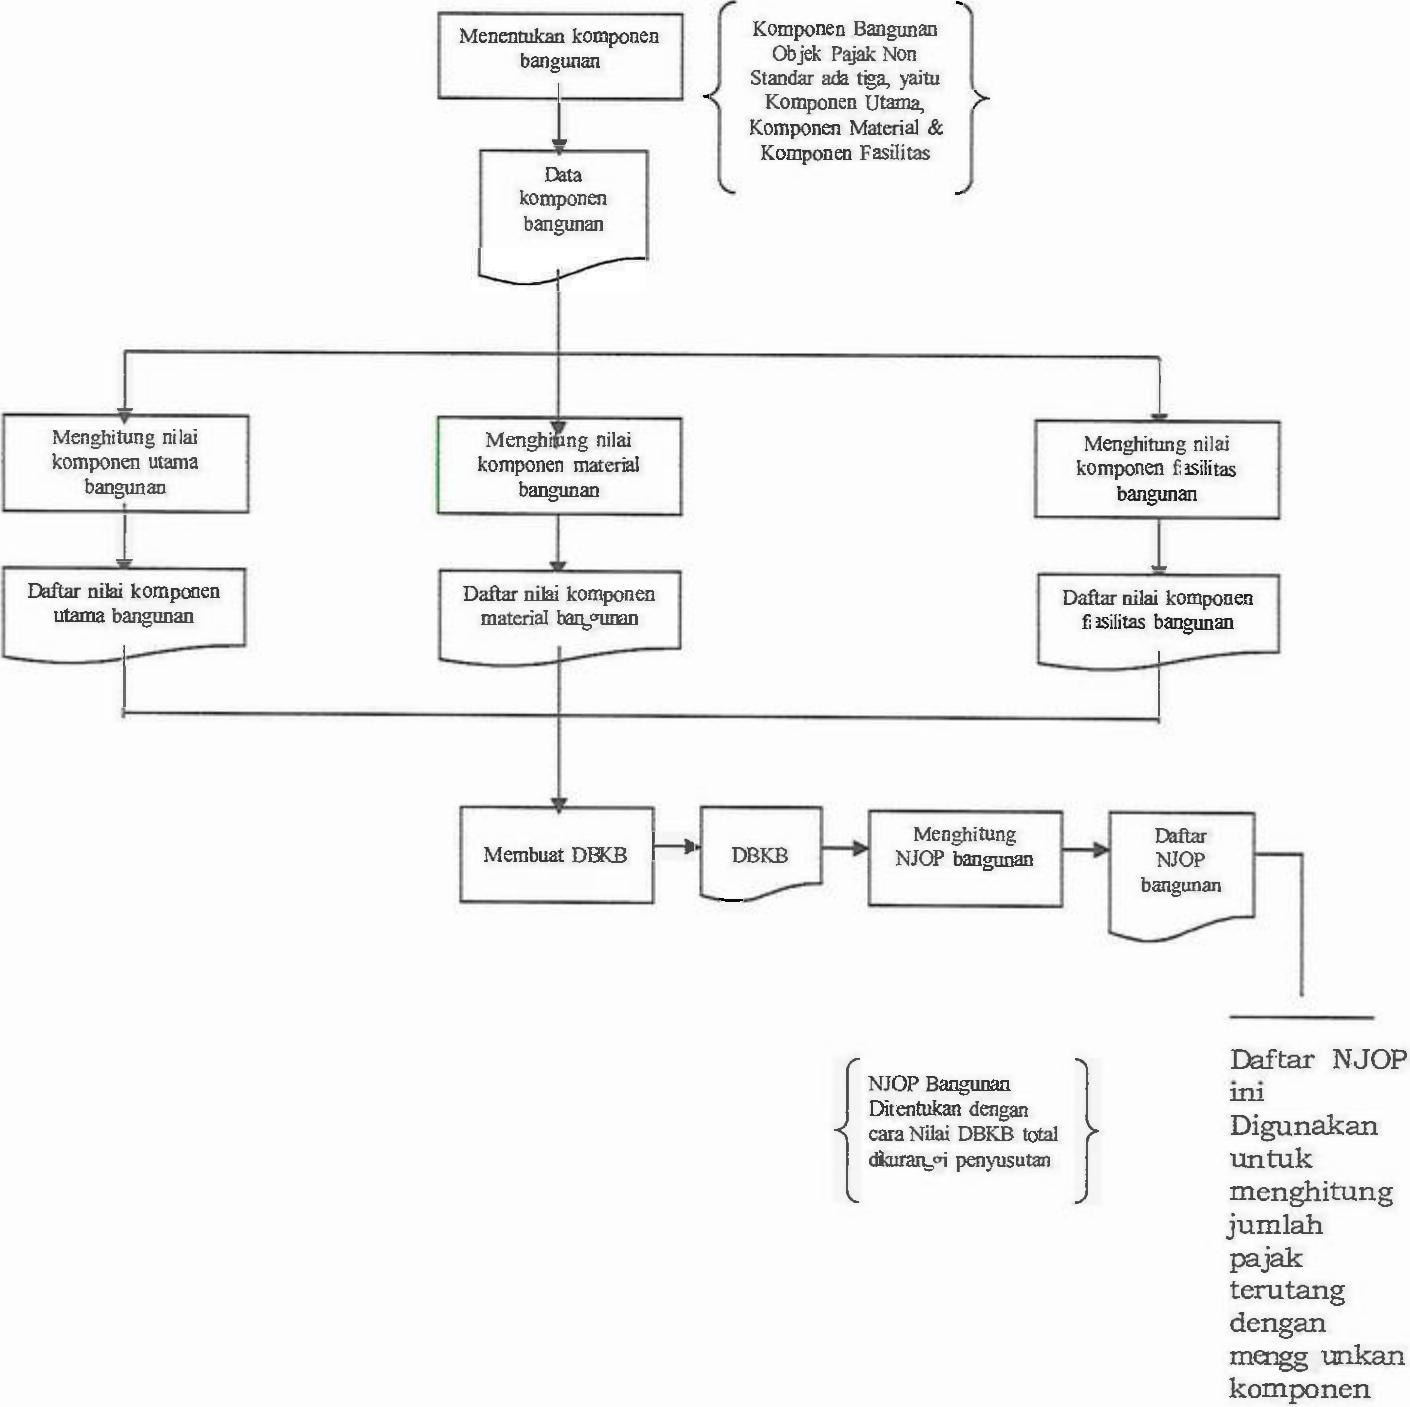 Menentukan komponen
bangunan
Komponen Bangunan
Objek Pajak Non
Standar ada tiga, yaitu
Komponen Utama,
Komponen Material &
Komponen Fasilitas
Data
komponen
bangunan
Menghitung nilai
komponen utama
bangunan
Menghitung nilai
komponen material
bangunan
Menghitung nilai
komponen fasilitas
bangunan
Daftar nilai komponen
utama bangunan
Daftar nilai komponen
material bangunan
Daftar nilai komponen
fasilitas bangunan
Membuat DBKB
DBKB
Menghitung
NJOP bangunan
Daftar
NJOP
bangunan
NJOP Bangunan
Ditentukan dengan
cara Nilai DBKB total
dikurangi penyusutan
Daftar NJOP
ini
Digunakan
untuk
menghitung
jumlah
pajak
terutang
dengan
mengg unkan
komponen